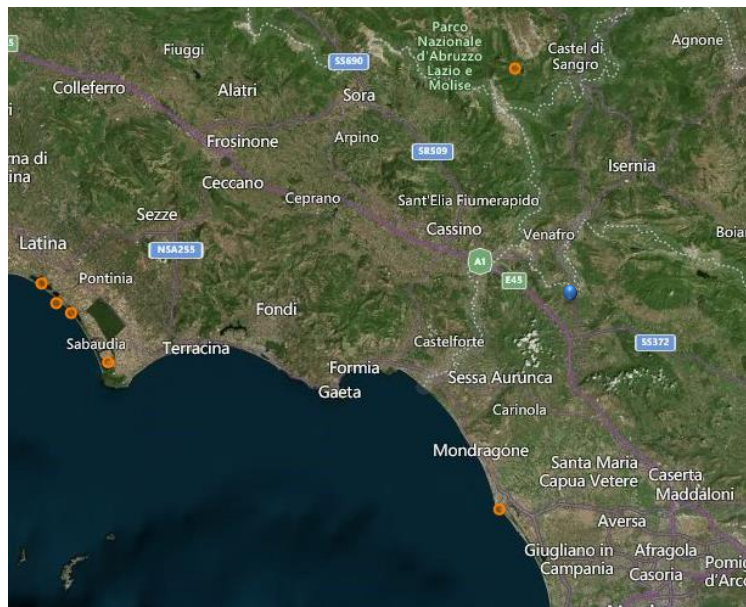 Parco
Nazionale
d'Abruzzo
Lazio e
Molise
Agnone
Castel di
Sangro
Fiuggi
SS690
Colleferro
Alatri
Sora
Arpino
SR509
Frosinone
Isernia
Ceccano
Ceprano
Sant'Elia Fiumerapido
Sezze
Cassino
Venafro
Latina
NSA255
A1
Pontinia
E45
Fondi
Sabaudia
Terracina
Castelforte
SS372
Formia
Gaeta
Sessa Aurunca
Carinola
Mondragone
Santa Maria
Capua Vetere
Caserta
Maddaloni
Aversa
Giugliano in
Campania
Afragola
Casoria
Pomi
d'Arc